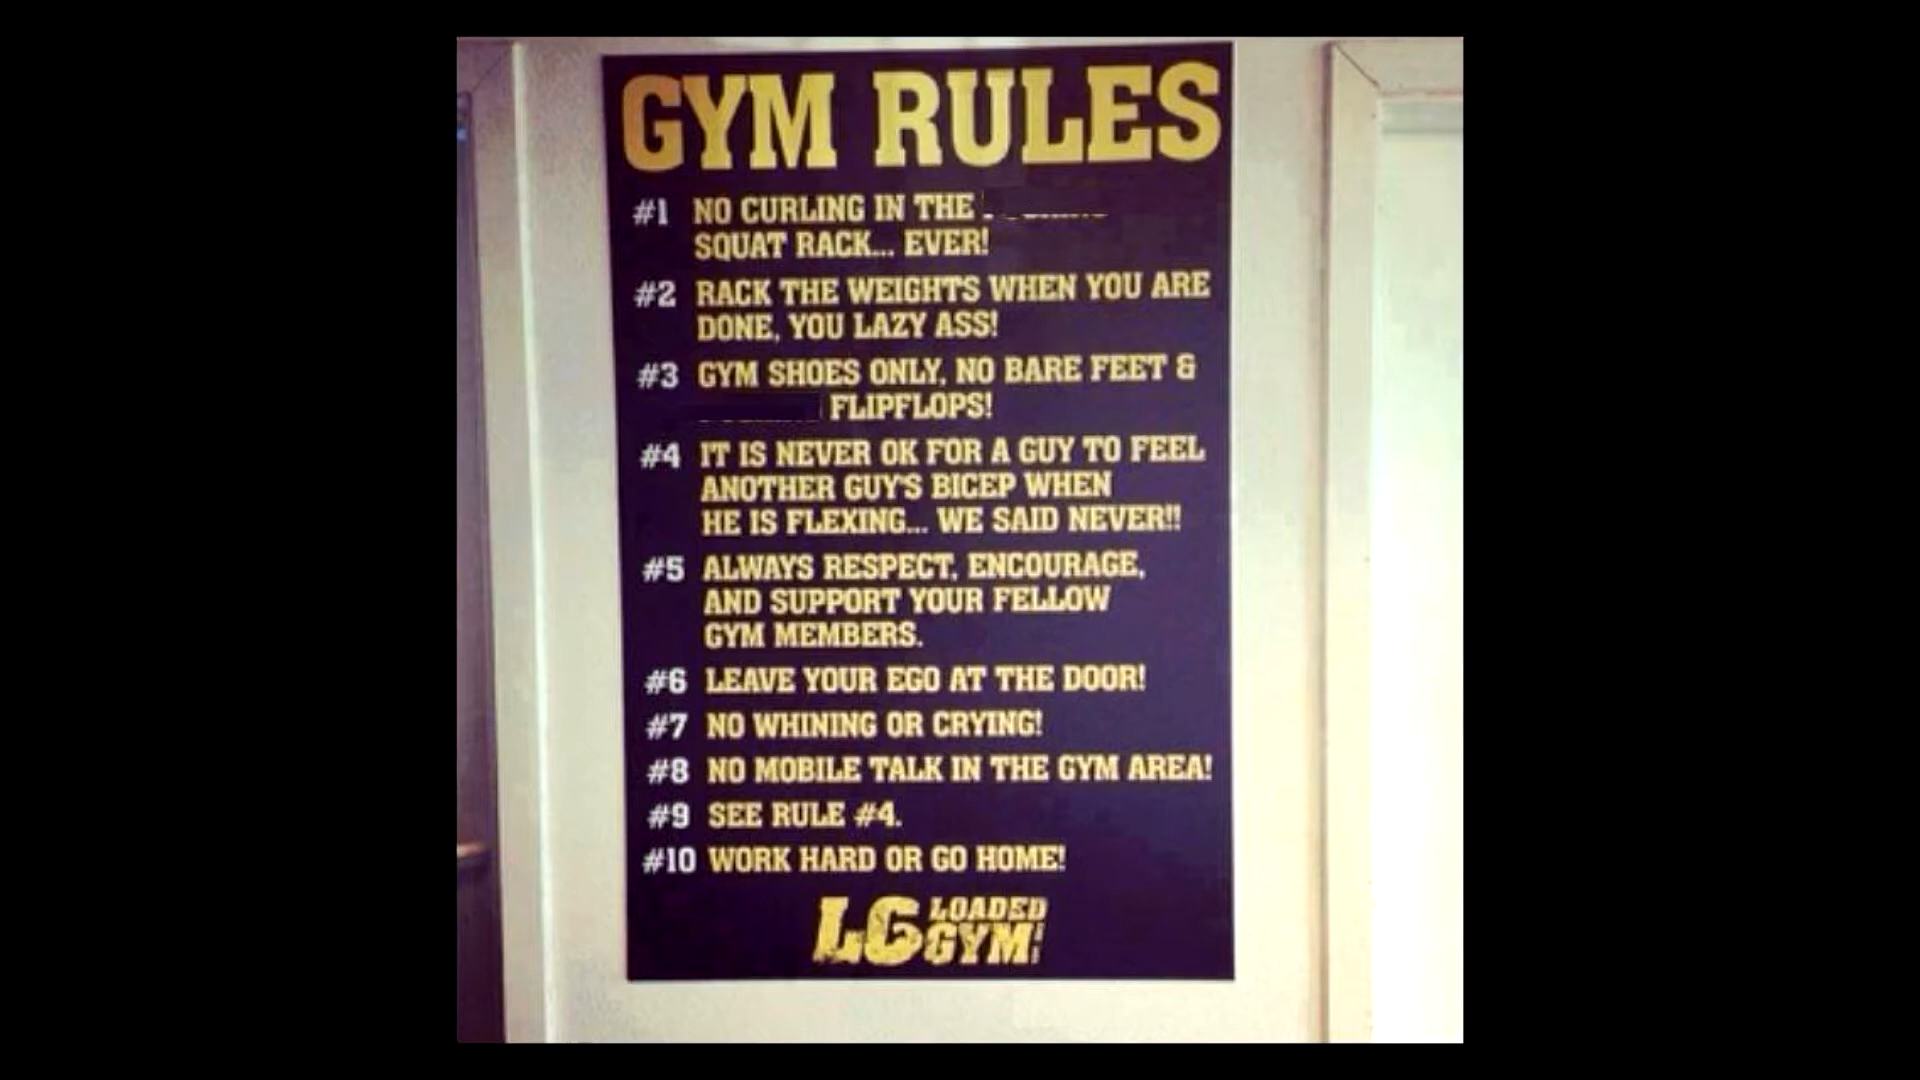 GYM RULES
#1 NO CURLING IN THE
SQUAT RACK... EVER!
#2 RACK THE WEIGHTS WHEN YOU ARE
DONE, YOU LAZY ASS!
#3 GYM SHOES ONLY, NO BARE FEET &
FLIPFLOPS!
#4 IT IS NEVER OK FOR A GUY TO FEEL
ANOTHER GUY'S BICEP WHEN
HE IS FLEXING... WE SAID NEVER!!
#5 ALWAYS RESPECT, ENCOURAGE,
AND SUPPORT YOUR FELLOW
GYM MEMBERS.
#6 LEAVE YOUR EGO AT THE DOOR!
#7 NO WHINING OR CRYING!
#8 NO MOBILE TALK IN THE GYM AREA!
#9 SEE RULE #4.
#10 WORK HARD OR GO HOME!
LG LOADED
GYM